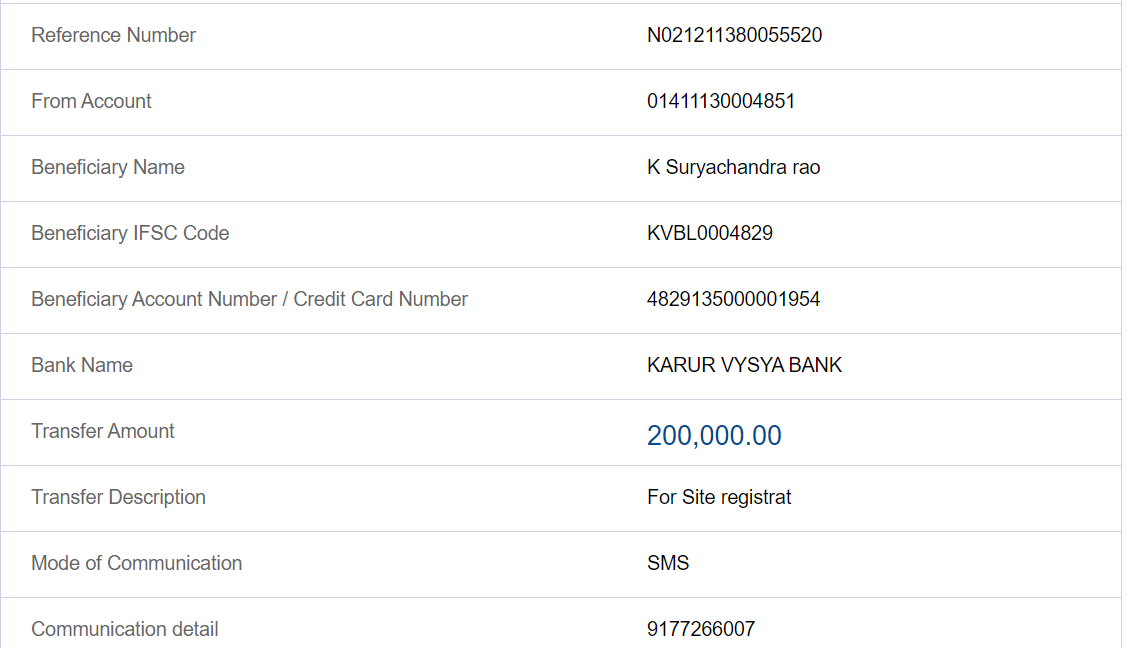 Reference Number N021211380055520
From Account 01411130004851
Beneficiary Name K Suryachandra rao
Beneficiary IFSC Code KVBL0004829
Beneficiary Account Number / Credit Card Number 4829135000001954
Bank Name KARUR VYSYA BANK
Transfer Amount 200,000.00
Transfer Description For Site registrat
Mode of Communication SMS
Communication detail 9177266007